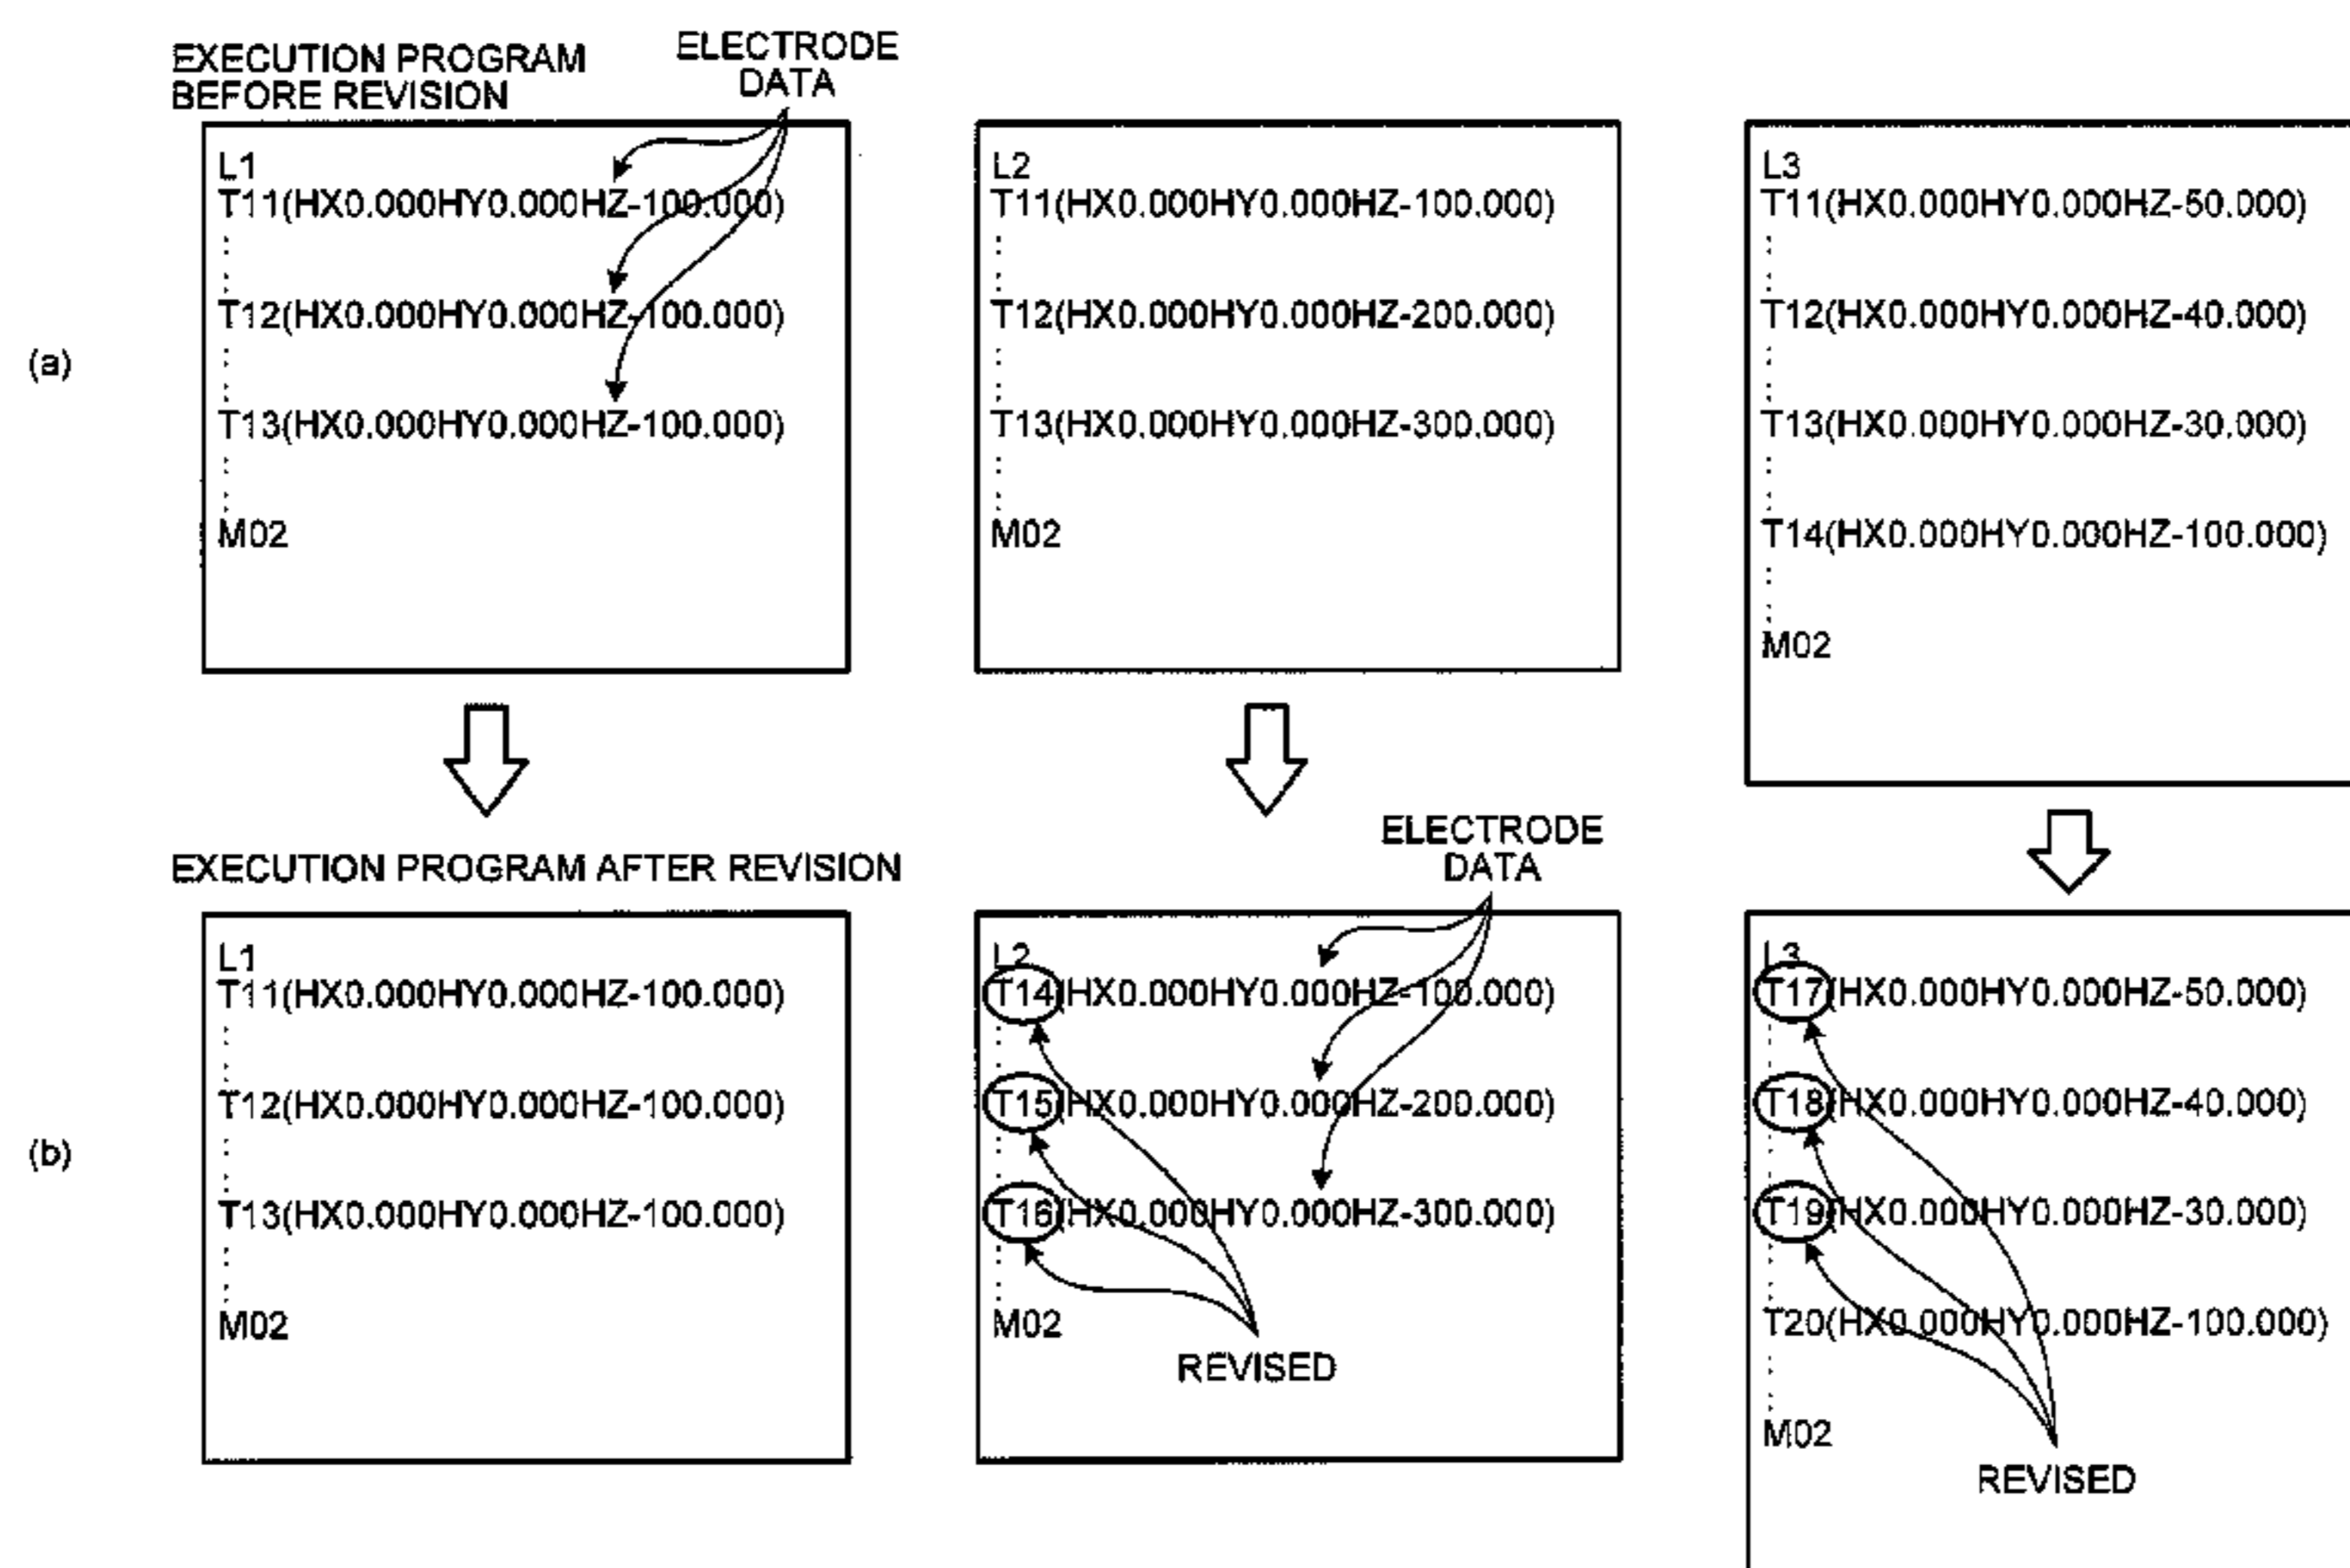 EXECUTION PROGRAM
BEFORE REVISION
ELECTRODE
DATA
(a)
L1
T11(HX0.000HY0.000HZ-100.000)
T12(HX0.000HY0.000HZ-100.000)
T13(HX0.000HY0.000HZ-100.000)
M02
L2
T11(HX0.000HY0.000HZ-100.000)
T12(HX0.000HY0.000HZ-200.000)
T13(HX0.000HY0.000HZ-300.000)
M02
L3
T11(HX0.000HY0.000HZ-50.000)
T12(HX0.000HY0.000HZ-40.000)
T13(HX0.000HY0.000HZ-30.000)
T14(HX0.000HY0.000HZ-100.000)
M02
EXECUTION PROGRAM AFTER REVISION
(b)
L1
T11(HX0.000HY0.000HZ-100.000)
T12(HX0.000HY0.000HZ-100.000)
T13(HX0.000HY0.000HZ-100.000)
M02
ELECTRODE
DATA
L2
T14(HX0.000HY0.000HZ-100.000)
T15(HX0.000HY0.000HZ-200.000)
T16(HX0.000HY0.000HZ-300.000)
M02
REVISED
L3
T17(HX0.000HY0.000HZ-50.000)
T18(HX0.000HY0.000HZ-40.000)
T19(HX0.000HY0.000HZ-30.000)
T20(HX0.000HY0.000HZ-100.000)
M02
REVISED